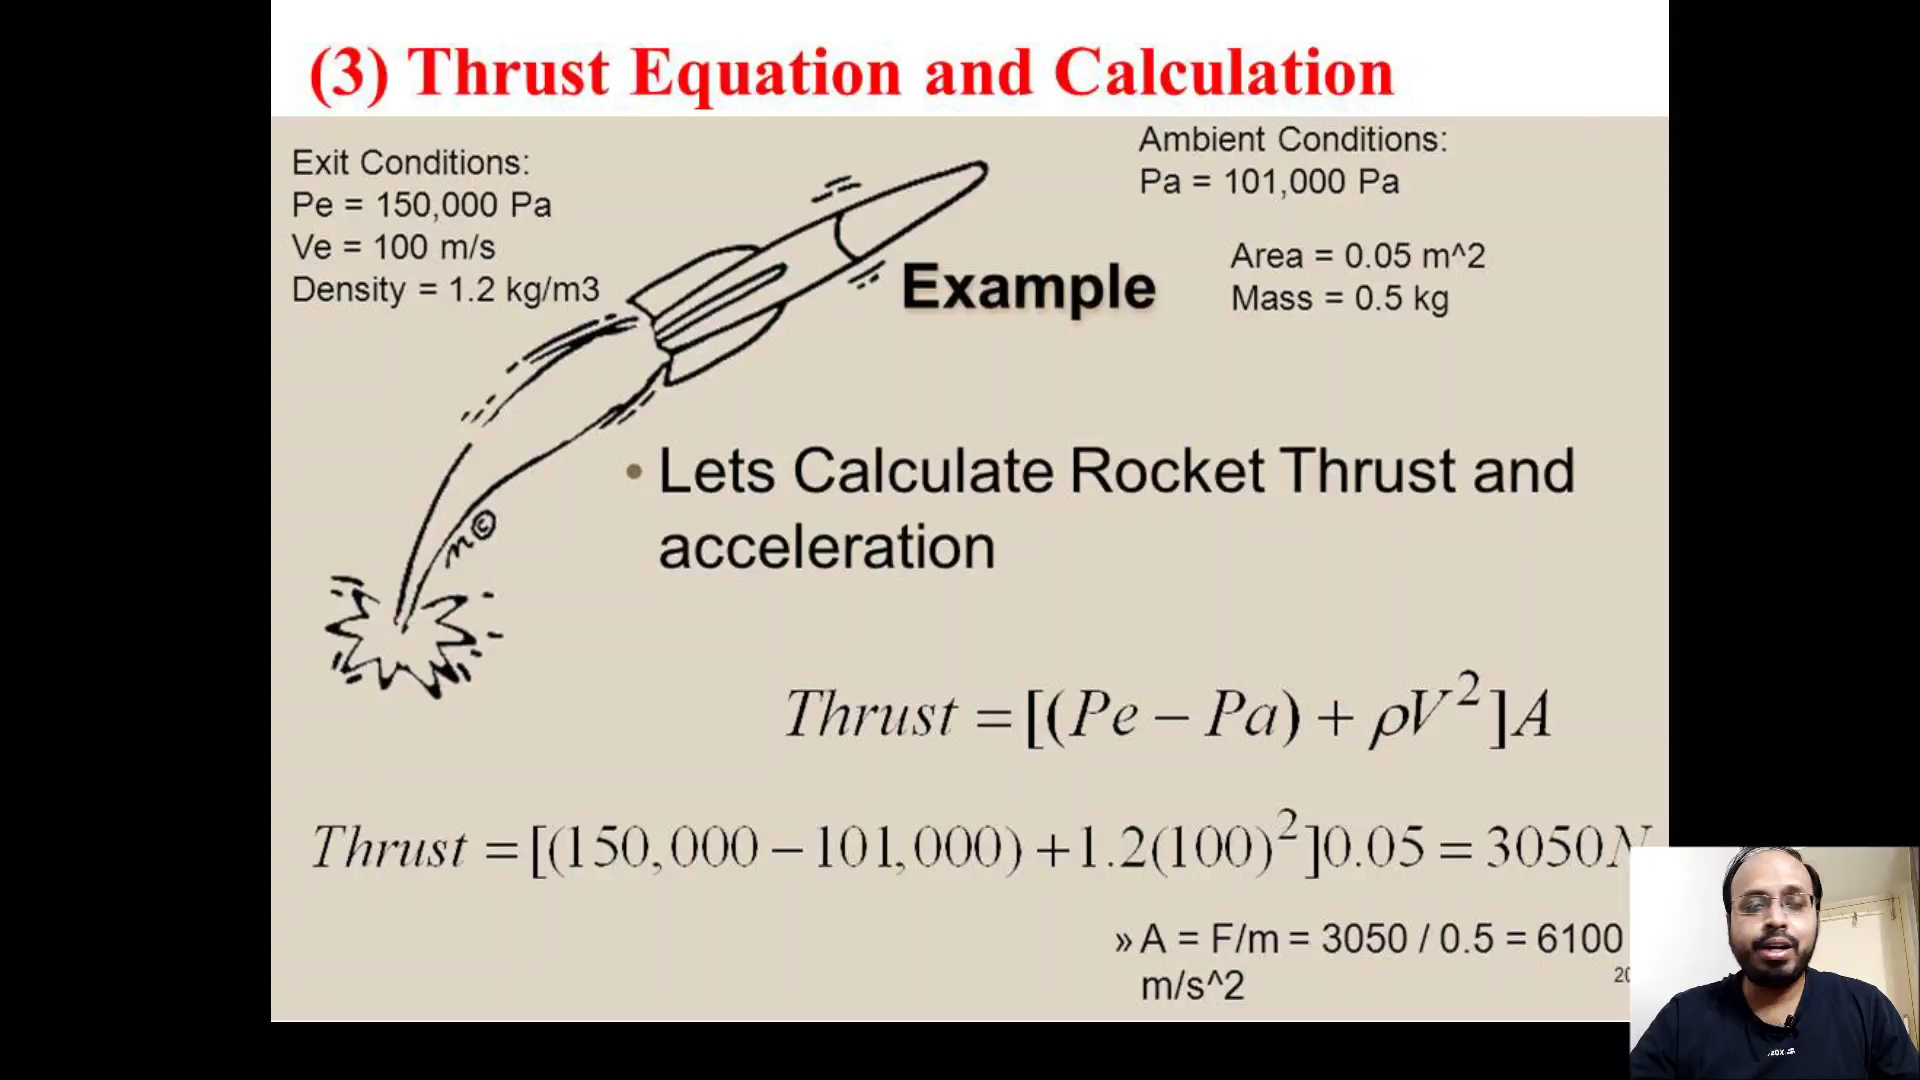 (3) Thrust Equation and Calculation
Exit Conditions:
Pe = 150,000 Pa
Ve = 100 m/s
Density = 1.2 kg/m3
Ambient Conditions:
Pa = 101,000 Pa
Area = 0.05 m^2
Mass = 0.5 kg
Example
• Lets Calculate Rocket Thrust and
acceleration
Thrust = [(Pe – Pa) + ρV²]A
Thrust = [(150,000 – 101,000) + 1.2(100)²]0.05 = 3050N
» A = F/m = 3050 / 0.5 = 6100
m/s^2